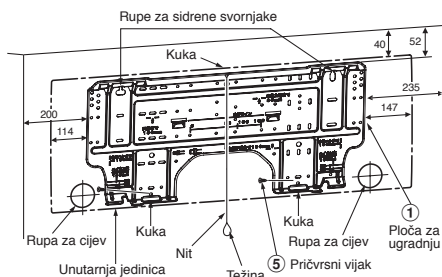 Rupe za sidrene svornjake
Kuka
40
52
235
147
200
114
1
Ploča za
ugradnju
Kuka
Kuka
Rupa za cijev
Rupa za cijev
Nit
5 Pričvrsni vijak
Unutarnja jedinica
Težina